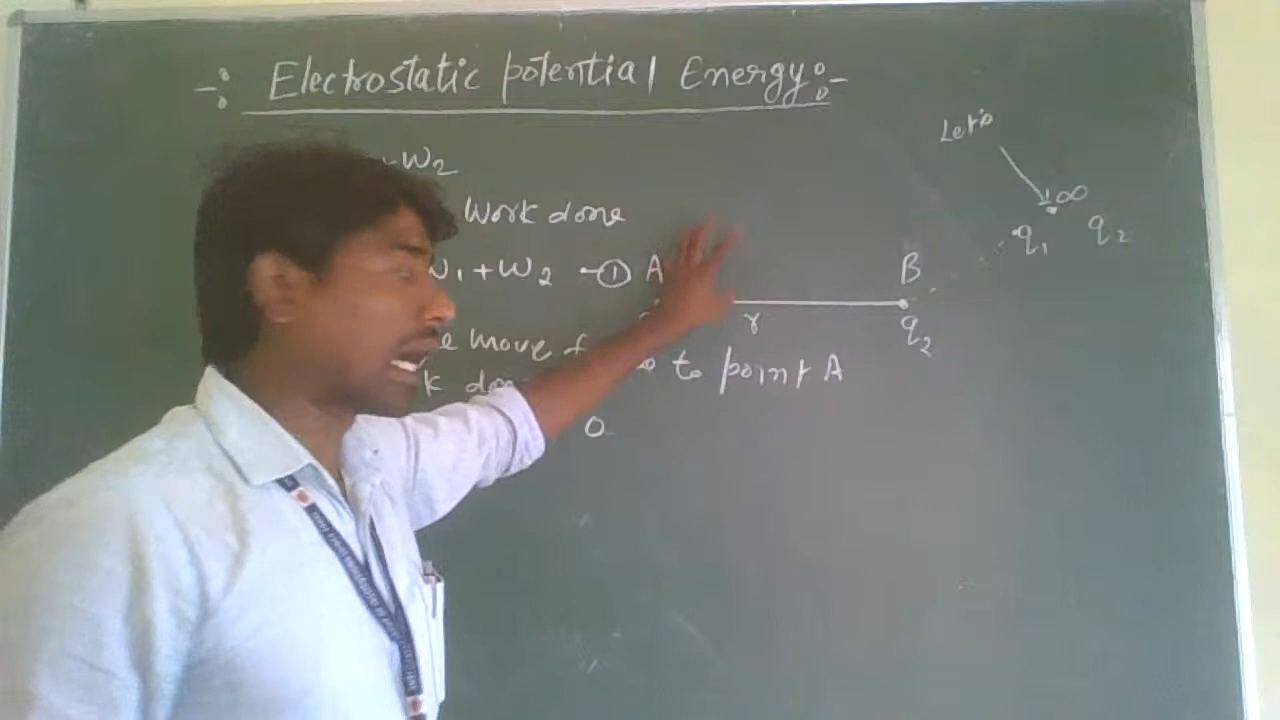 -: Electrostatic potential Energy :-
+W₂
Work done
W₁ + W₂ - ① A
B
r
q₂
move
to point A
0
Let's
∞
q₁ q₂